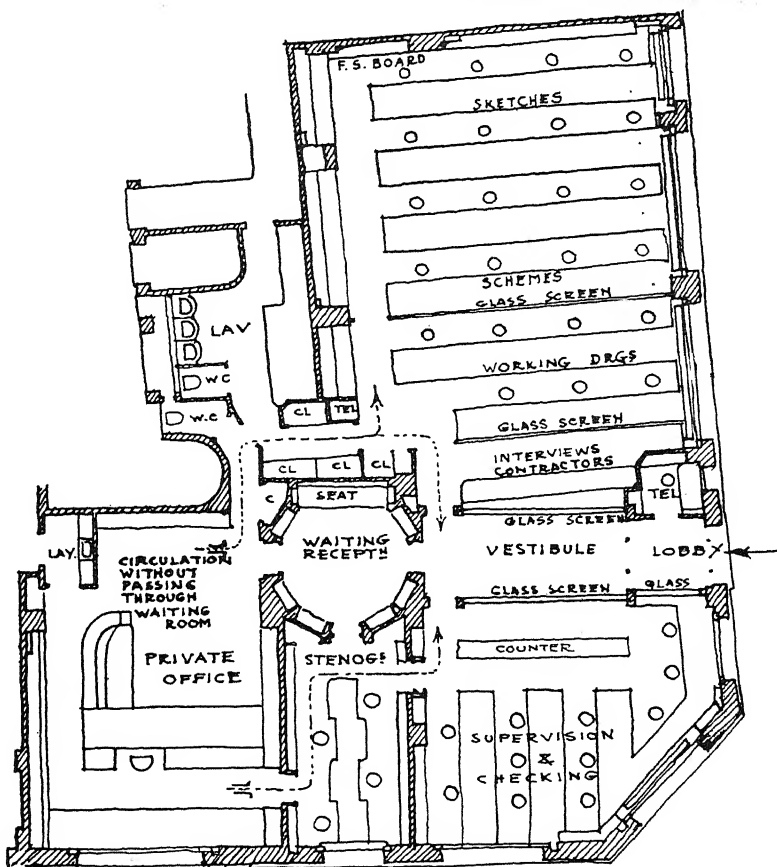 F.S. BOARD
SKETCHES
SCHEMES
GLASS SCREEN
LAV
WORKING DRGS
W.C
CL
TEL
W.C
GLASS SCREEN
INTERVIEWS
CONTRACTORS
CL
CL
CL
C
SEAT
TEL
GLASS SCREEN
WAITING
RECEPTN
VESTIBULE
LOBBY
LAV.
CIRCULATION
WITHOUT
PASSING
THROUGH
WAITING
ROOM
GLASS SCREEN
GLASS
PRIVATE
OFFICE
STENOGS
COUNTER
SUPERVISION
&
CHECKING